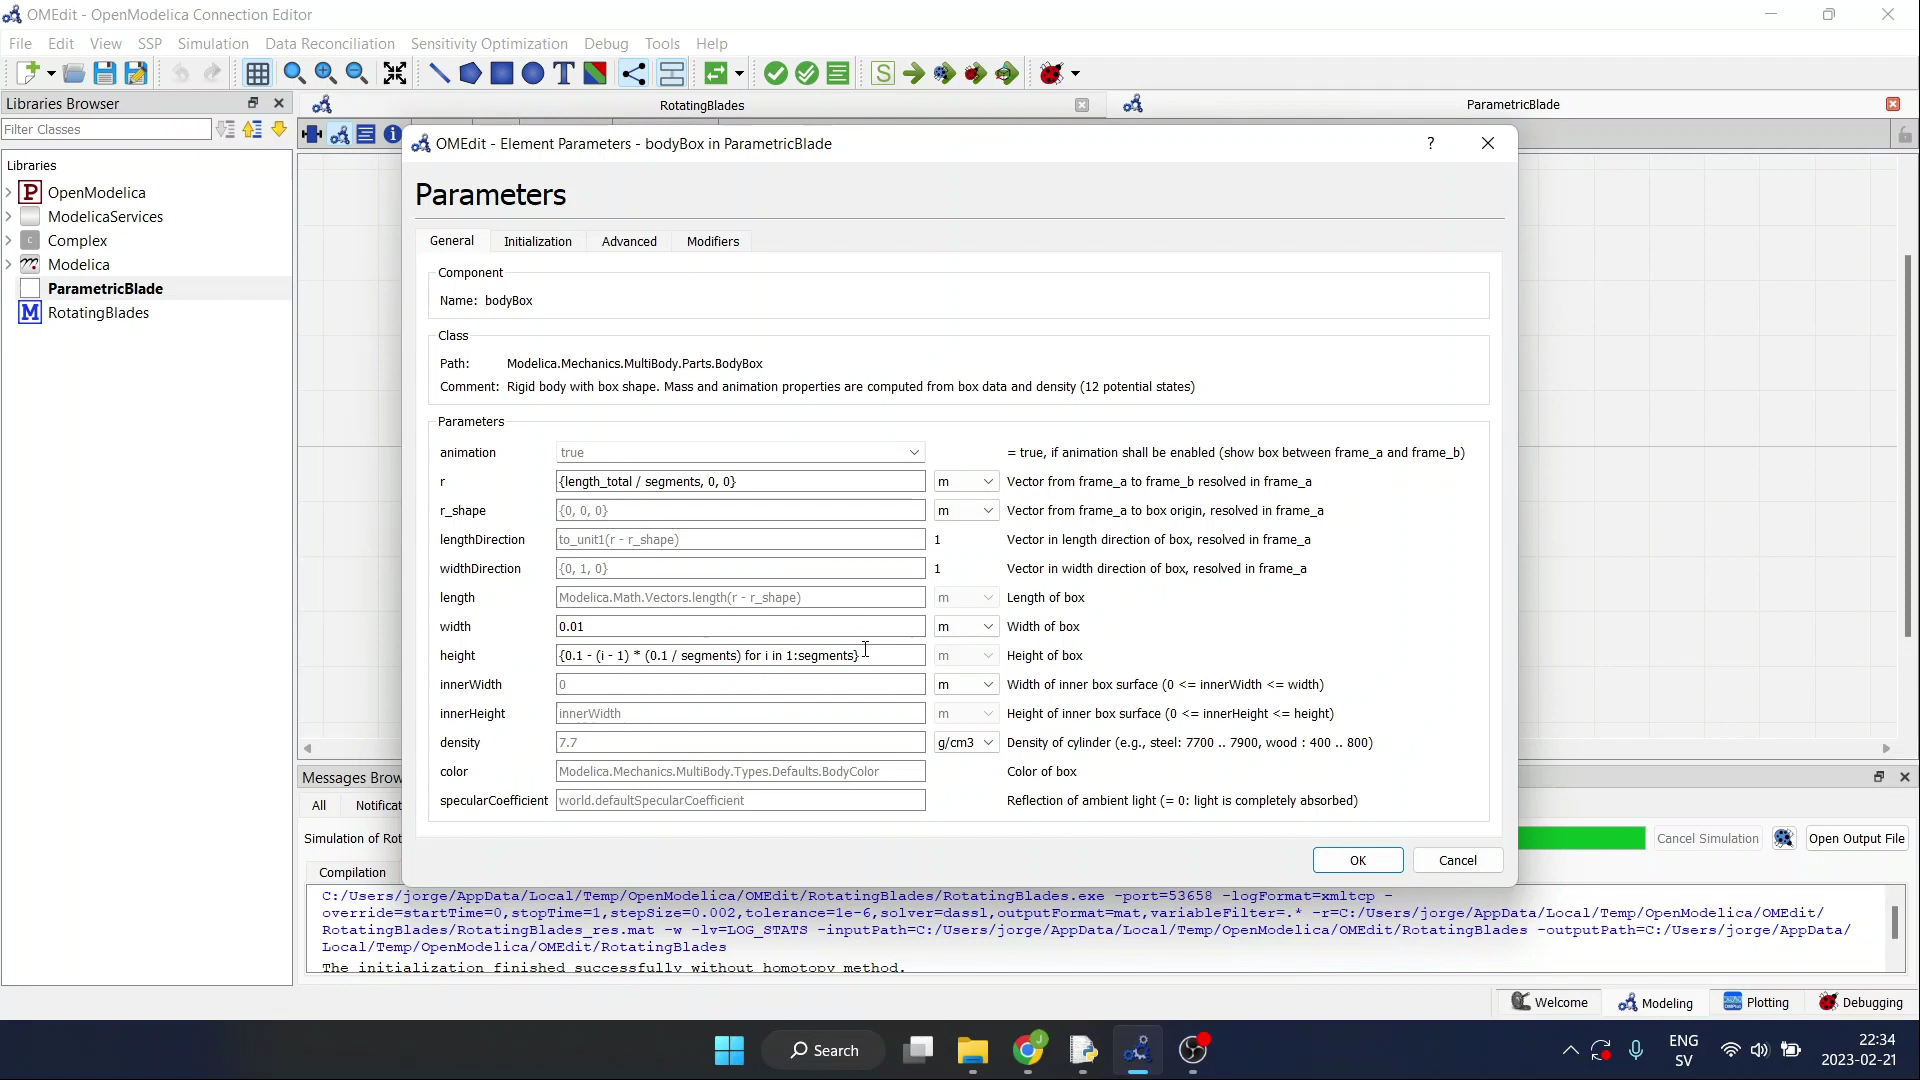 OMEdit - OpenModelica Connection Editor
File Edit View SSP Simulation Data Reconciliation Sensitivity Optimization Debug Tools Help
Libraries Browser
RotatingBlades
ParametricBlade
Filter Classes
Libraries
OpenModelica
ModelicaServices
Complex
Modelica
ParametricBlade
RotatingBlades
OMEdit - Element Parameters - bodyBox in ParametricBlade
Parameters
General Initialization Advanced Modifiers
Component
Name: bodyBox
Class
Path: Modelica.Mechanics.MultiBody.Parts.BodyBox
Comment: Rigid body with box shape. Mass and animation properties are computed from box data and density (12 potential states)
Parameters
animation true = true, if animation shall be enabled (show box between frame_a and frame_b)
r {length_total / segments, 0, 0} m Vector from frame_a to frame_b resolved in frame_a
r_shape {0, 0, 0} m Vector from frame_a to box origin, resolved in frame_a
lengthDirection to_unit1(r - r_shape) 1 Vector in length direction of box, resolved in frame_a
widthDirection {0, 1, 0} 1 Vector in width direction of box, resolved in frame_a
length Modelica.Math.Vectors.length(r - r_shape) m Length of box
width 0.01 m Width of box
height {0.1 - (i - 1) * (0.1 / segments) for i in 1:segments} m Height of box
innerWidth 0 m Width of inner box surface (0 <= innerWidth <= width)
innerHeight innerWidth m Height of inner box surface (0 <= innerHeight <= height)
density 7.7 g/cm3 Density of cylinder (e.g., steel: 7700 .. 7900, wood : 400 .. 800)
color Modelica.Mechanics.MultiBody.Types.Defaults.BodyColor Color of box
specularCoefficient world.defaultSpecularCoefficient Reflection of ambient light (= 0: light is completely absorbed)
OK Cancel
Messages Brow
All Notificat
Simulation of Rot
Cancel Simulation Open Output File
Compilation
C:/Users/jorge/AppData/Local/Temp/OpenModelica/OMEdit/RotatingBlades/RotatingBlades.exe -port=53658 -logFormat=xmltcp -
override=startTime=0,stopTime=1,stepSize=0.002,tolerance=1e-6,solver=dassl,outputFormat=mat,variableFilter=.* -r=C:/Users/jorge/AppData/Local/Temp/OpenModelica/OMEdit/
RotatingBlades/RotatingBlades_res.mat -w -lv=LOG_STATS -inputPath=C:/Users/jorge/AppData/Local/Temp/OpenModelica/OMEdit/RotatingBlades -outputPath=C:/Users/jorge/AppData/
Local/Temp/OpenModelica/OMEdit/RotatingBlades
The initialization finished successfully without homotopy method.
Welcome Modeling Plotting Debugging
Search
ENG
SV
22:34
2023-02-21